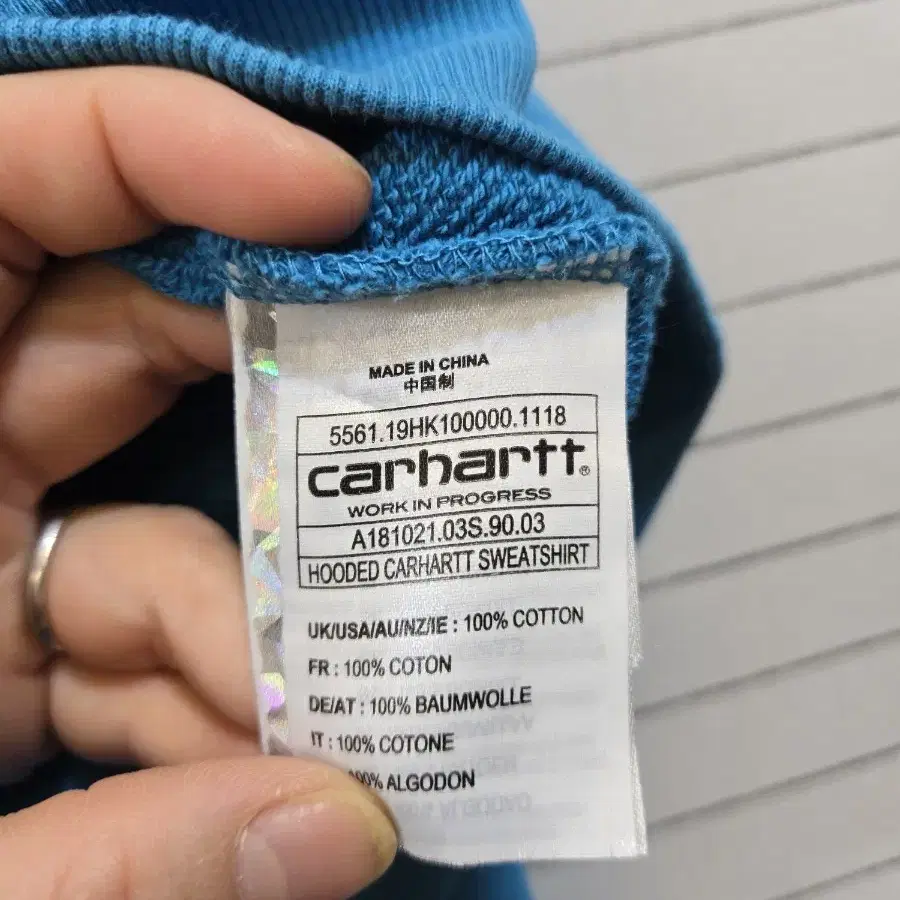 MADE IN CHINA
中国制
5561.19HK100000.1118
carhartt®
WORK IN PROGRESS
A181021.03S.90.03
HOODED CARHARTT SWEATSHIRT
UK/USA/AU/NZ/IE : 100% COTTON
FR : 100% COTON
DE/AT : 100% BAUMWOLLE
IT : 100% COTONE
100% ALGODON